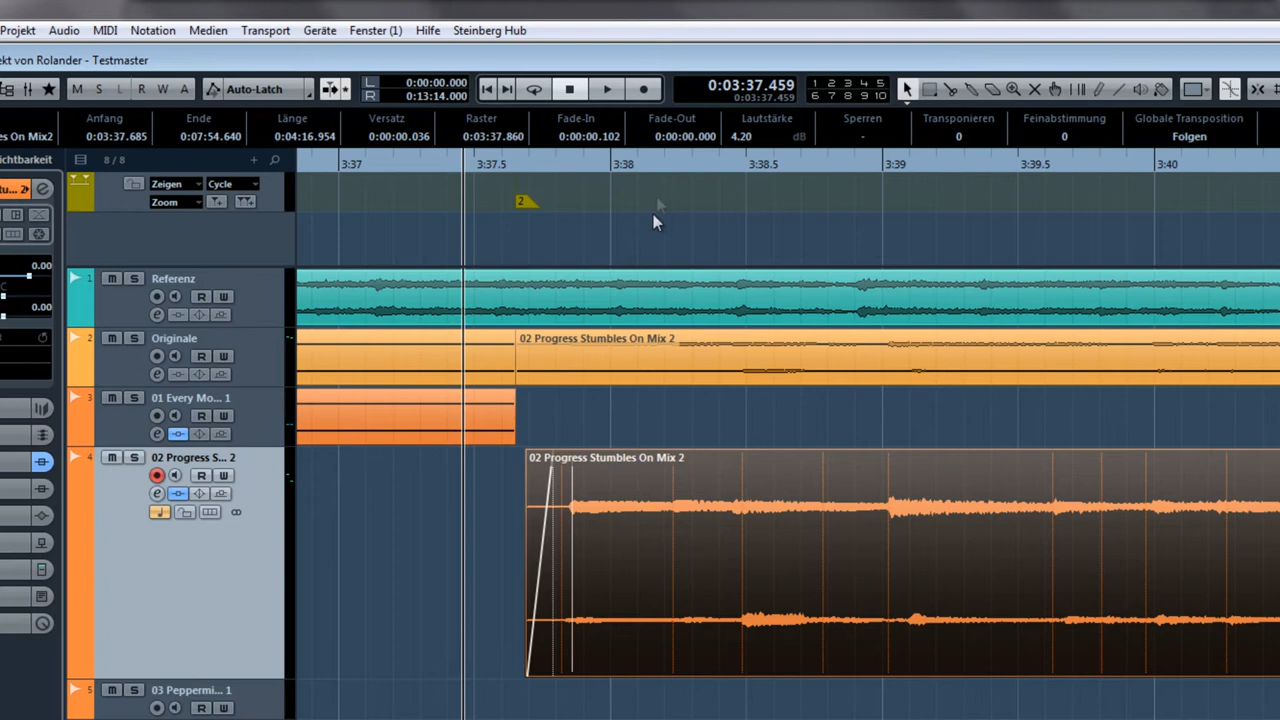 Projekt Audio MIDI Notation Medien Transport Geräte Fenster (1) Hilfe Steinberg Hub
ekt von Rolander - Testmaster
M S L R W A Auto-Latch
L 0:00:00.000
R 0:13:14.000
0:03:37.459
0:03:37.459
1 2 3 4 5
6 7 8 9 10
Anfang Ende Länge Versatz Raster Fade-In Fade-Out Lautstärke Sperren Transponieren Feinabstimmung Globale Transposition
es On Mix2 0:03:37.685 0:07:54.640 0:04:16.954 0:00:00.036 0:03:37.860 0:00:00.102 0:00:00.000 4.20 dB 0 0 Folgen
ichtbarkeit 8 / 8 + 3:37 3:37.5 3:38 3:38.5 3:39 3:39.5 3:40
tu... 2 e Zeigen Cycle
Zoom
2
0.00
C
0.00
1 m S Referenz
R W
e
2 m S Originale
R W
e
02 Progress Stumbles On Mix 2
3 m S 01 Every Mo... 1
R W
e
4 m S 02 Progress S... 2
R W
e
02 Progress Stumbles On Mix 2
5 m S 03 Peppermi... 1
R W